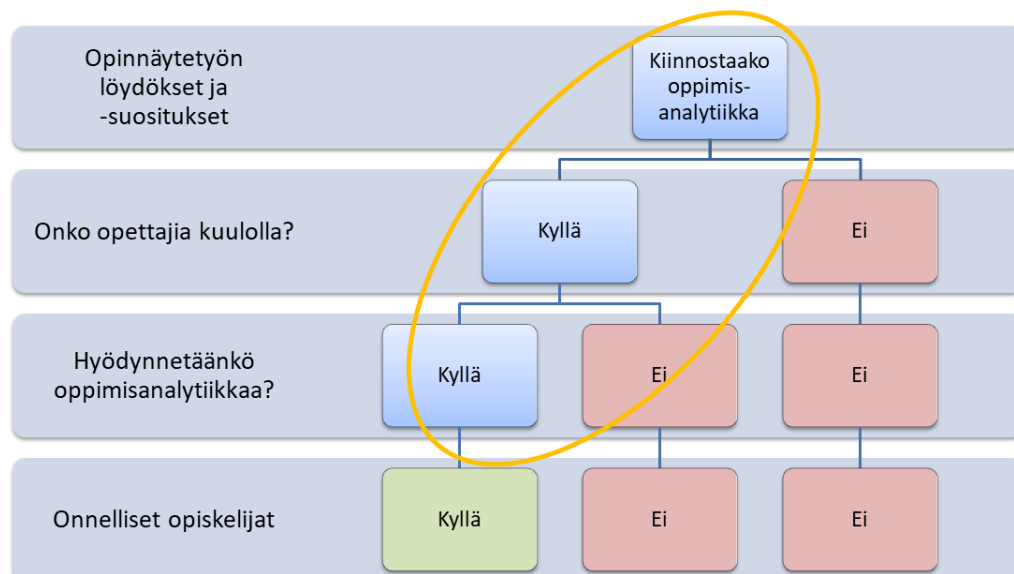 Opinnäytetyön
löydökset ja
-suositukset
Kiinnostaako
oppimis-
analytiikka
Onko opettajia kuulolla?
Kyllä
Ei
Hyödynnetäänkö
oppimisanalytiikkaa?
Kyllä
Ei
Ei
Onnelliset opiskelijat
Kyllä
Ei
Ei